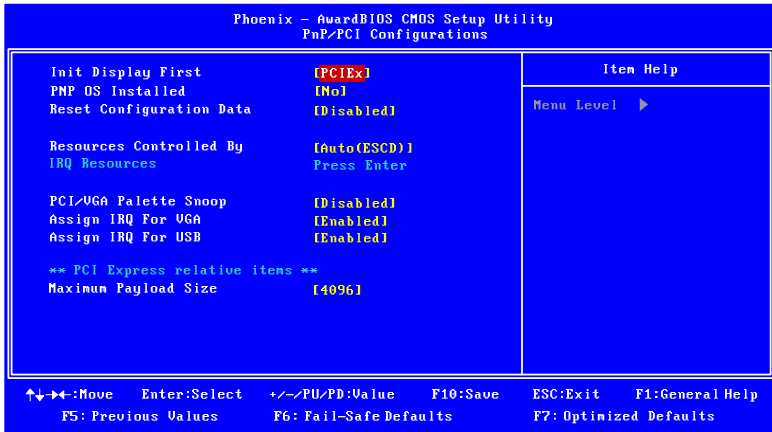 Phoenix – AwardBIOS CMOS Setup Utility
PnP/PCI Configurations
Init Display First [PCIEx]
PNP OS Installed [No]
Reset Configuration Data [Disabled]
Resources Controlled By [Auto(ESCD)]
IRQ Resources Press Enter
PCI/VGA Palette Snoop [Disabled]
Assign IRQ For VGA [Enabled]
Assign IRQ For USB [Enabled]
** PCI Express relative items **
Maximum Payload Size [4096]
Item Help
Menu Level ▶
↑↓→←:Move Enter:Select +/-/PU/PD:Value F10:Save ESC:Exit F1:General Help
F5: Previous Values F6: Fail-Safe Defaults F7: Optimized Defaults